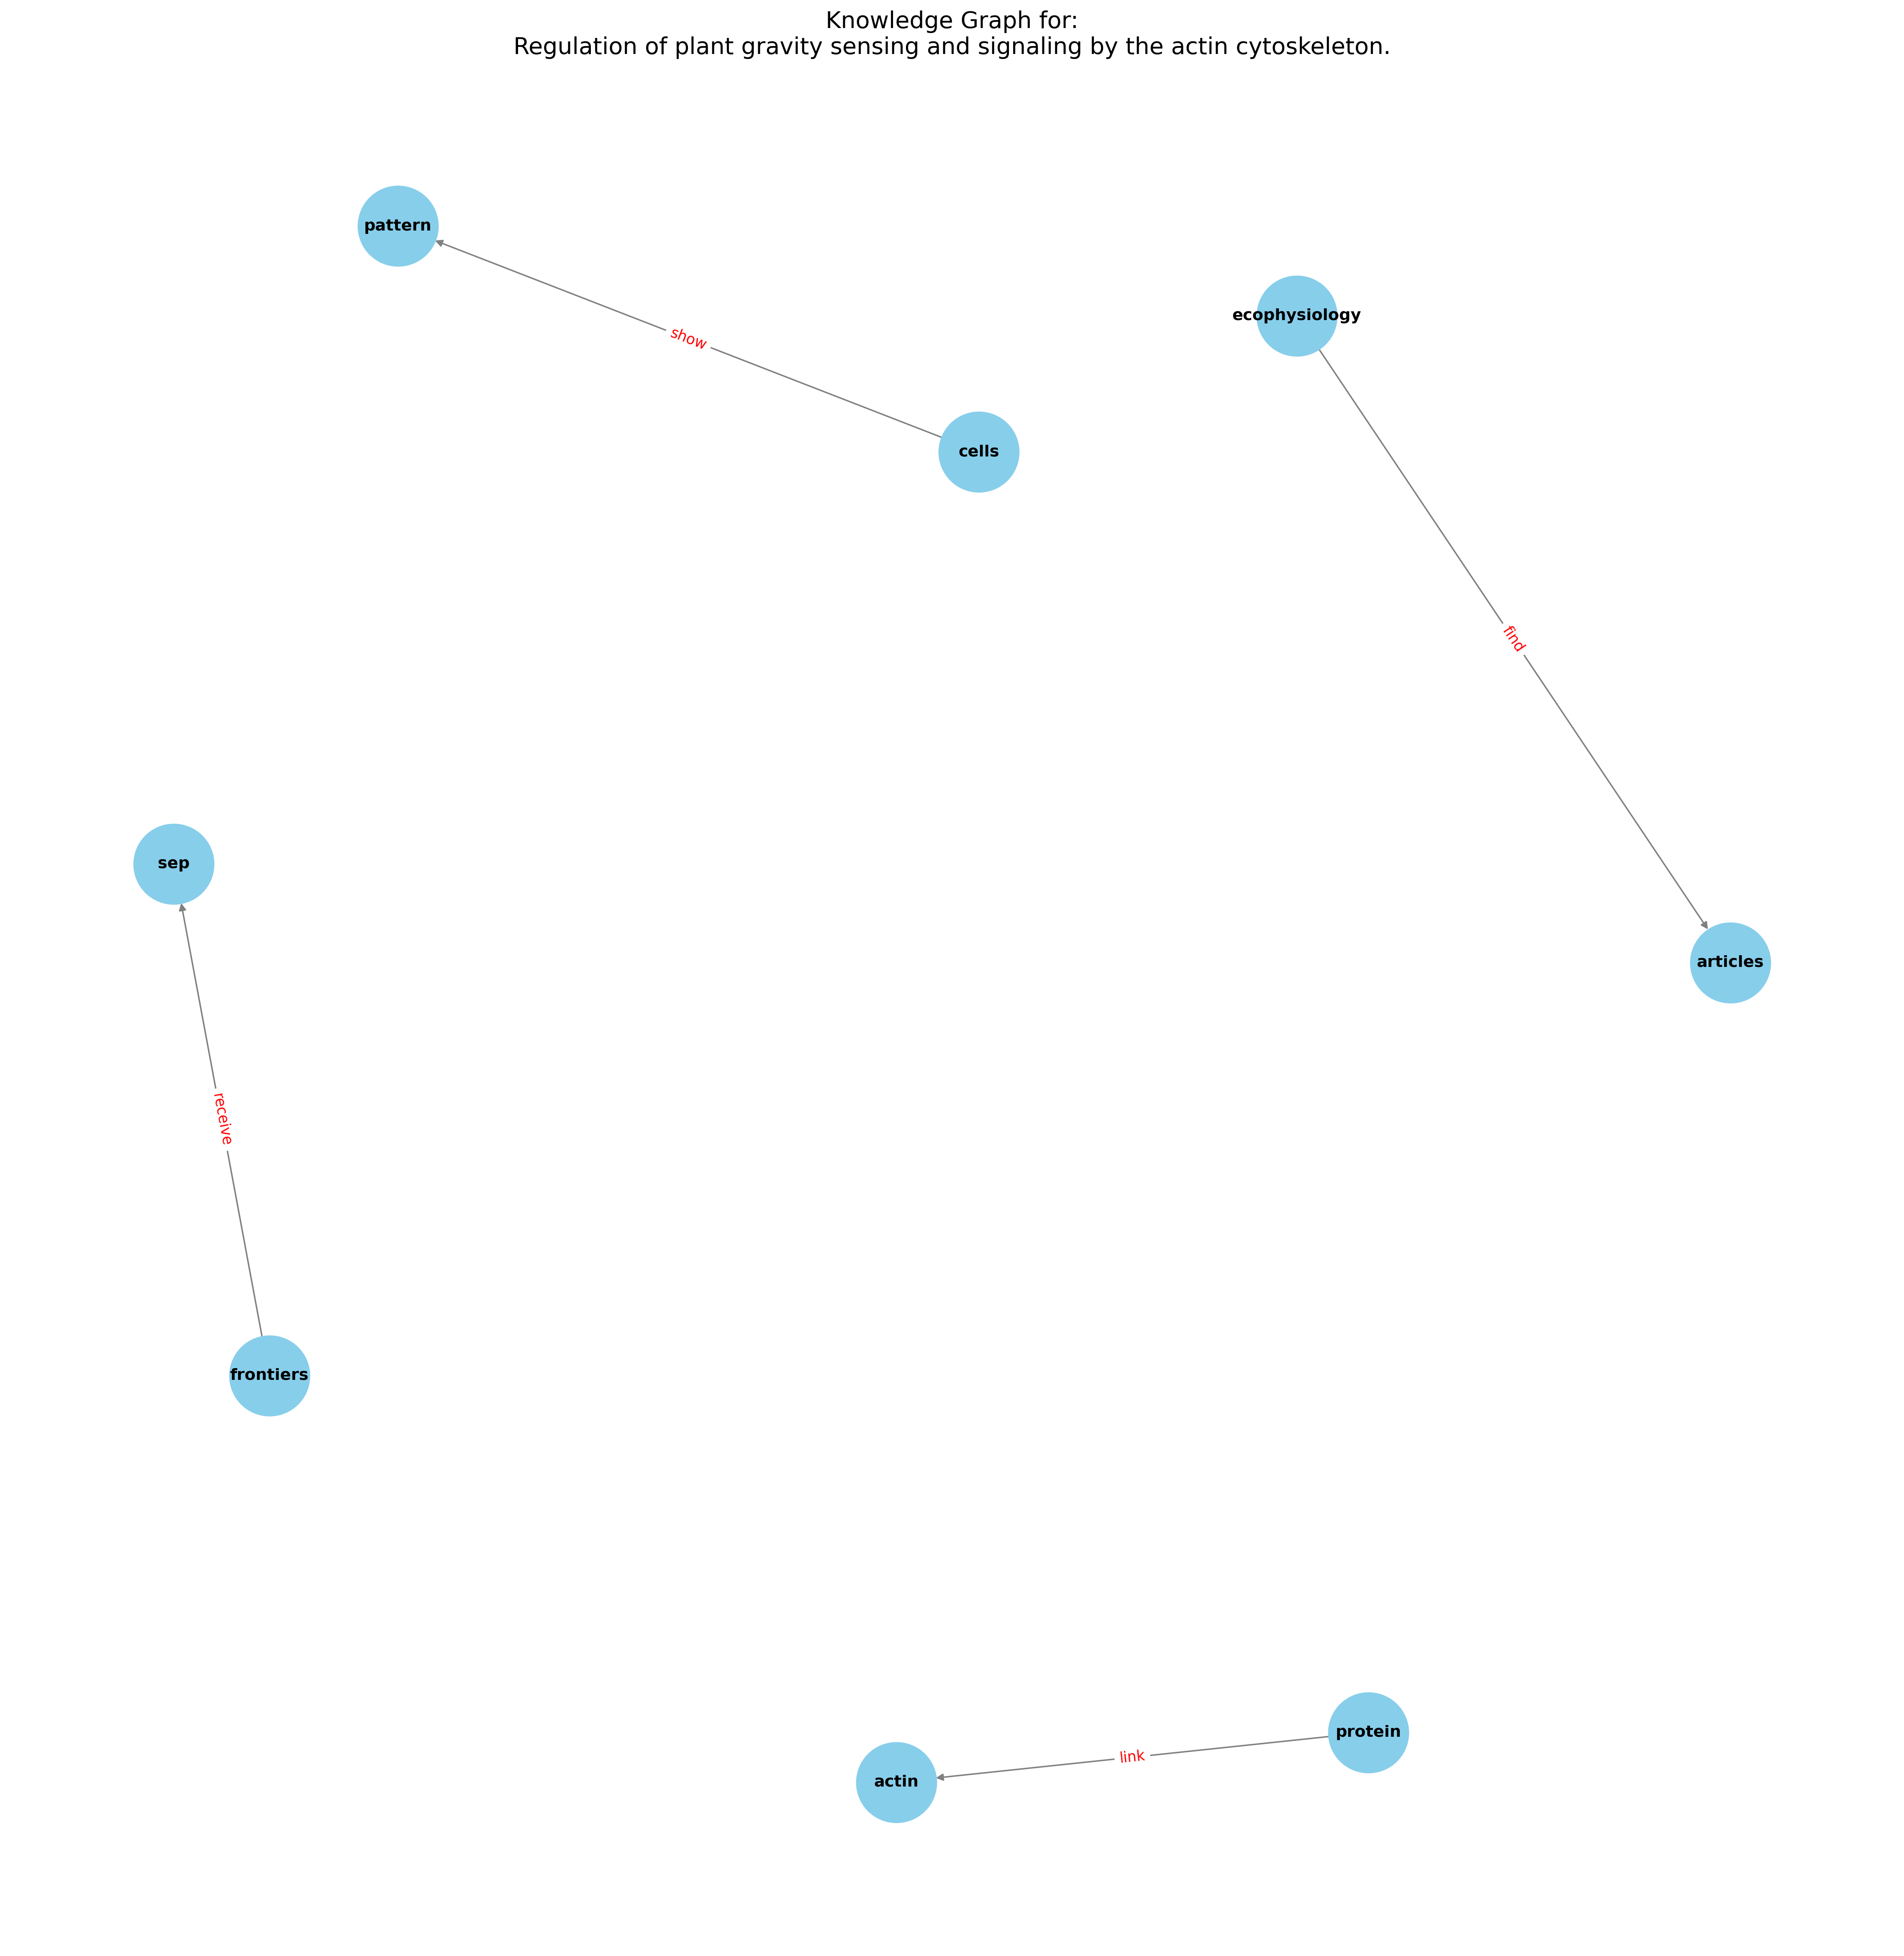 Knowledge Graph for:
Regulation of plant gravity sensing and signaling by the actin cytoskeleton.
pattern
ecophysiology
show
cells
find
sep
articles
receive
frontiers
protein
link
actin